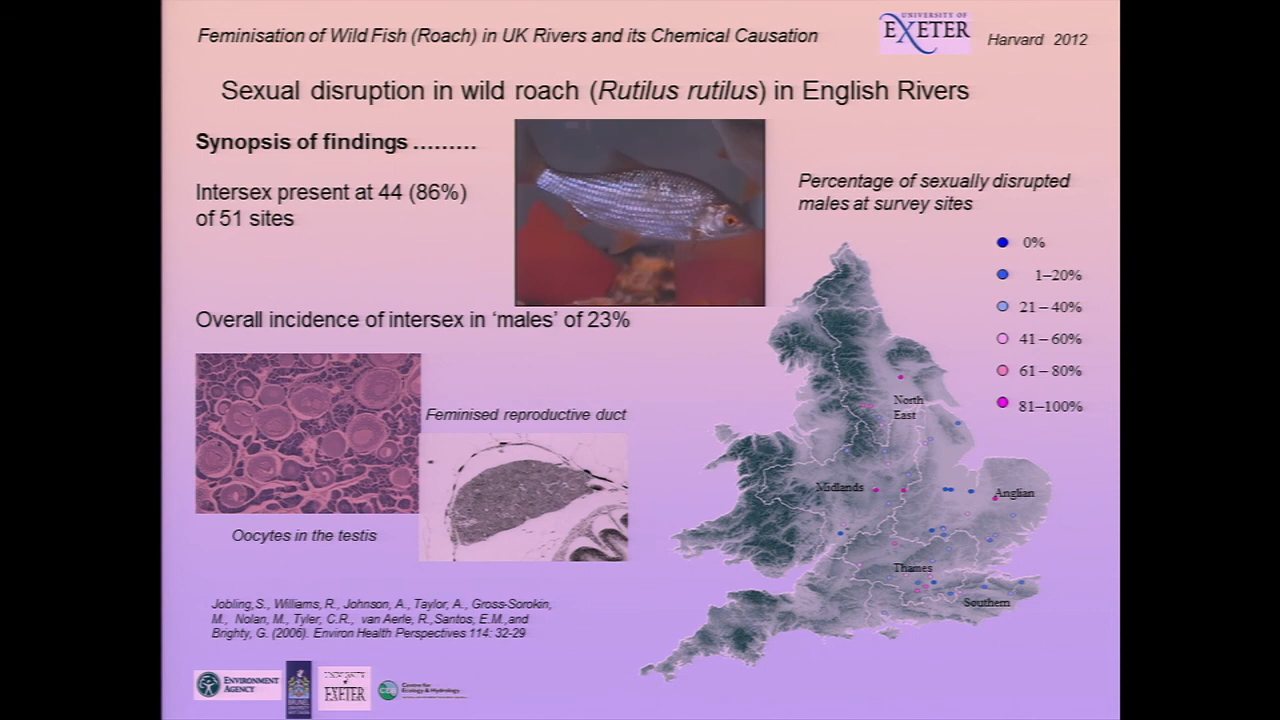 Feminisation of Wild Fish (Roach) in UK Rivers and its Chemical Causation
UNIVERSITY OF
EXETER
Harvard 2012
Sexual disruption in wild roach (Rutilus rutilus) in English Rivers
Synopsis of findings .........
Intersex present at 44 (86%)
of 51 sites
Percentage of sexually disrupted
males at survey sites
0%
1–20%
21 – 40%
41 – 60%
61 – 80%
81–100%
Overall incidence of intersex in ‘males’ of 23%
North
East
Feminised reproductive duct
Midlands
Anglian
Oocytes in the testis
Thames
Southern
Jobling,S., Williams, R., Johnson, A., Taylor, A., Gross-Sorokin,
M., Nolan, M., Tyler, C.R., van Aerle, R.,Santos, E.M.,and
Brighty, G. (2006). Environ Health Perspectives 114: 32-29
ENVIRONMENT
AGENCY
BRUNEL
UNIVERSITY
of
EXETER
Centre for
Ecology & Hydrology